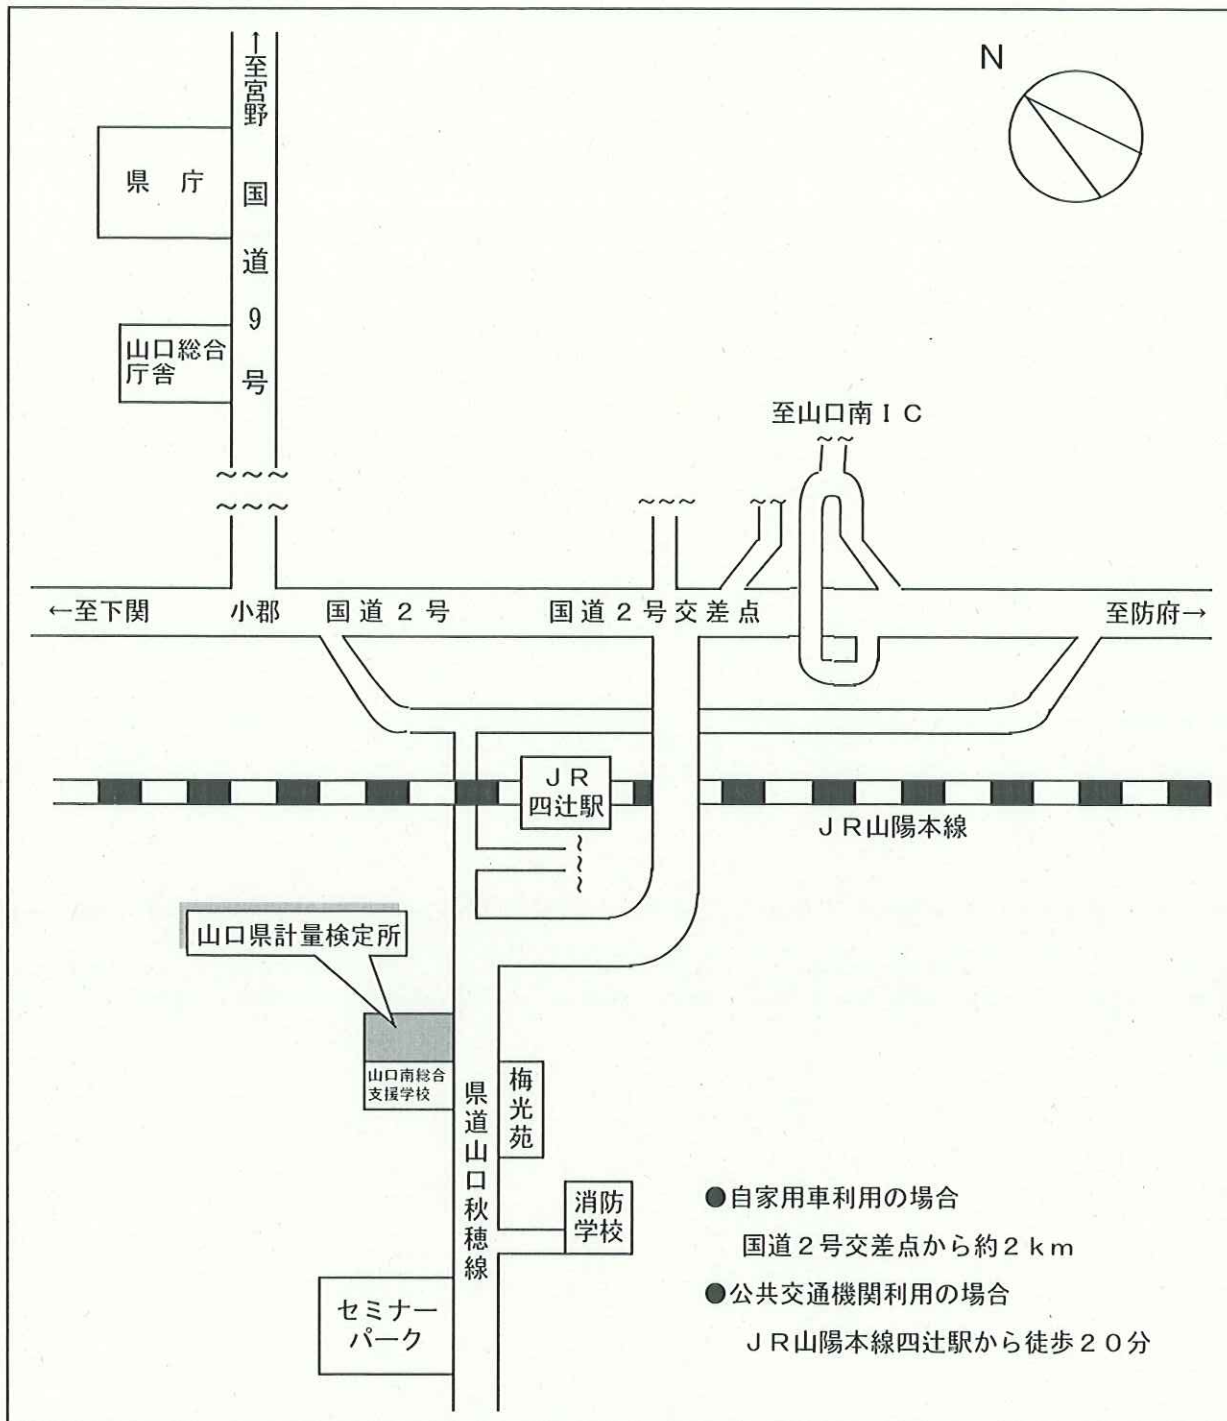 N
↑至宮野
国道9号
県庁
山口総合
庁舎
至山口南IC
←至下関
小郡
国道2号
国道2号交差点
至防府→
JR
四辻駅
JR山陽本線
山口県計量検定所
山口南総合
支援学校
県道山口秋穂線
梅光苑
消防
学校
セミナー
パーク
●自家用車利用の場合
国道2号交差点から約2km
●公共交通機関利用の場合
JR山陽本線四辻駅から徒歩20分